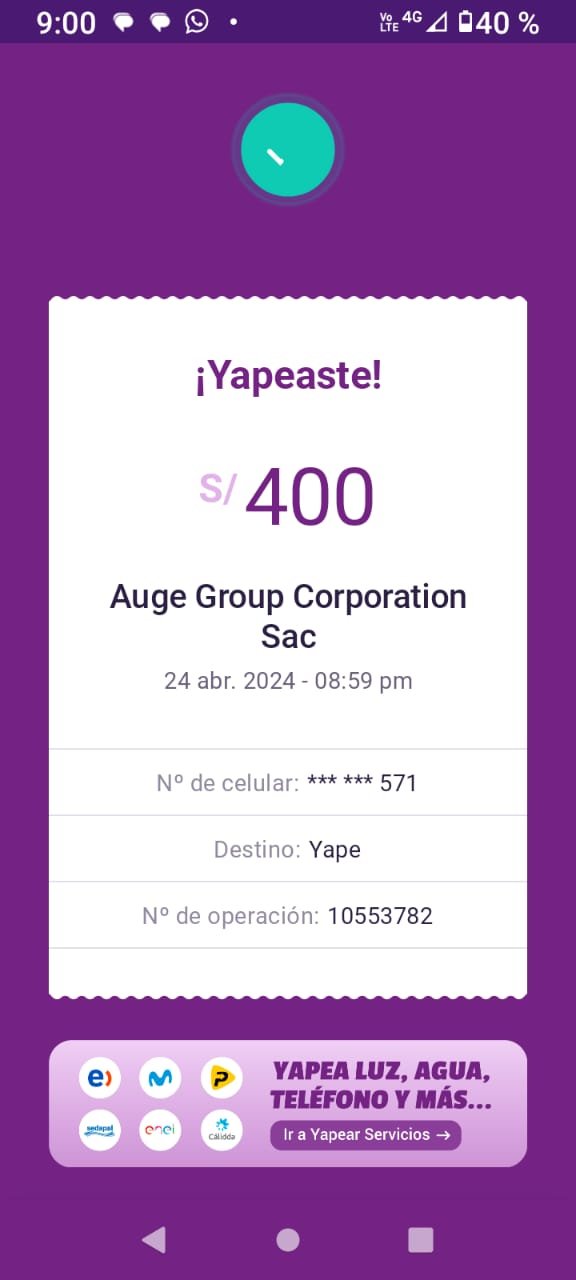 9:00
Vo LTE 4G 40 %
¡Yapeaste!
S/ 400
Auge Group Corporation
Sac
24 abr. 2024 - 08:59 pm
Nº de celular: *** *** 571
Destino: Yape
Nº de operación: 10553782
e)
P
sedapal
enel
Cálidda
YAPEA LUZ, AGUA,
TELÉFONO Y MÁS...
Ir a Yapear Servicios →